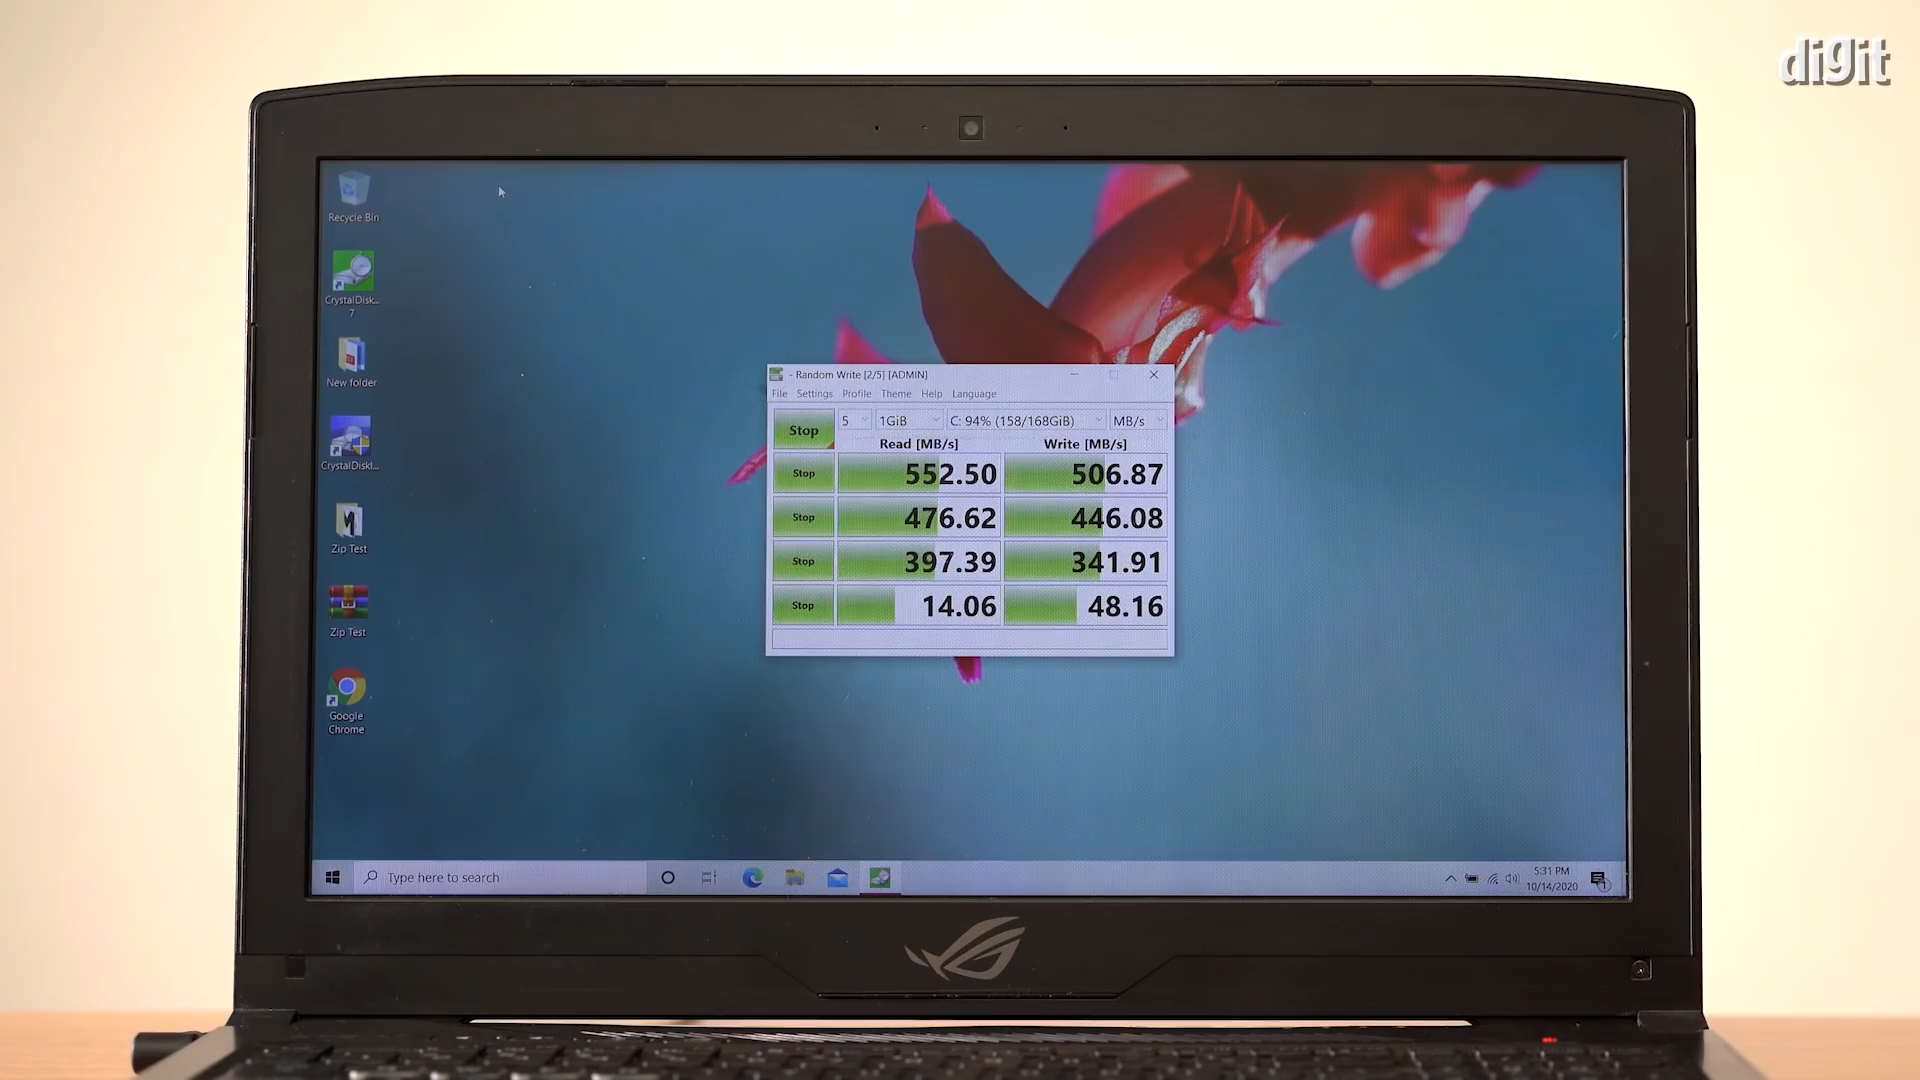 digit
Recycle Bin
CrystalDisk...
7
New folder
CrystalDiskI...
Zip Test
Zip Test
Google
Chrome
- Random Write [2/5] [ADMIN]
File Settings Profile Theme Help Language
Stop 5 1GiB C: 94% (158/168GiB) MB/s
Read [MB/s] Write [MB/s]
Stop 552.50 506.87
Stop 476.62 446.08
Stop 397.39 341.91
Stop 14.06 48.16
Type here to search
5:31 PM
10/14/2020
1